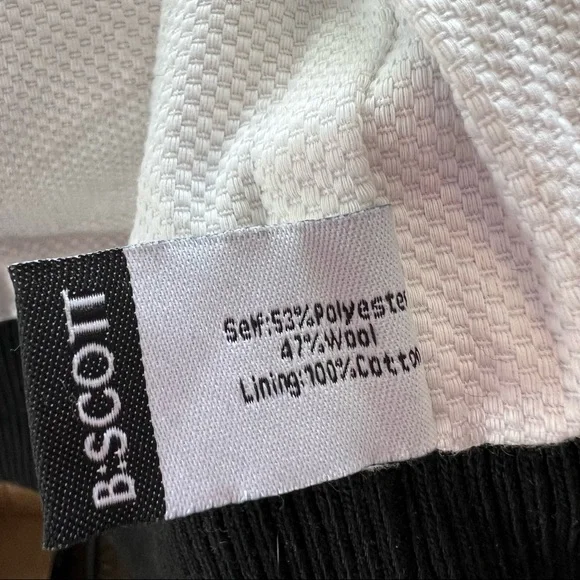 B:SCOTT
Self:53%Polyester
47%Wool
Lining:100%Cotton